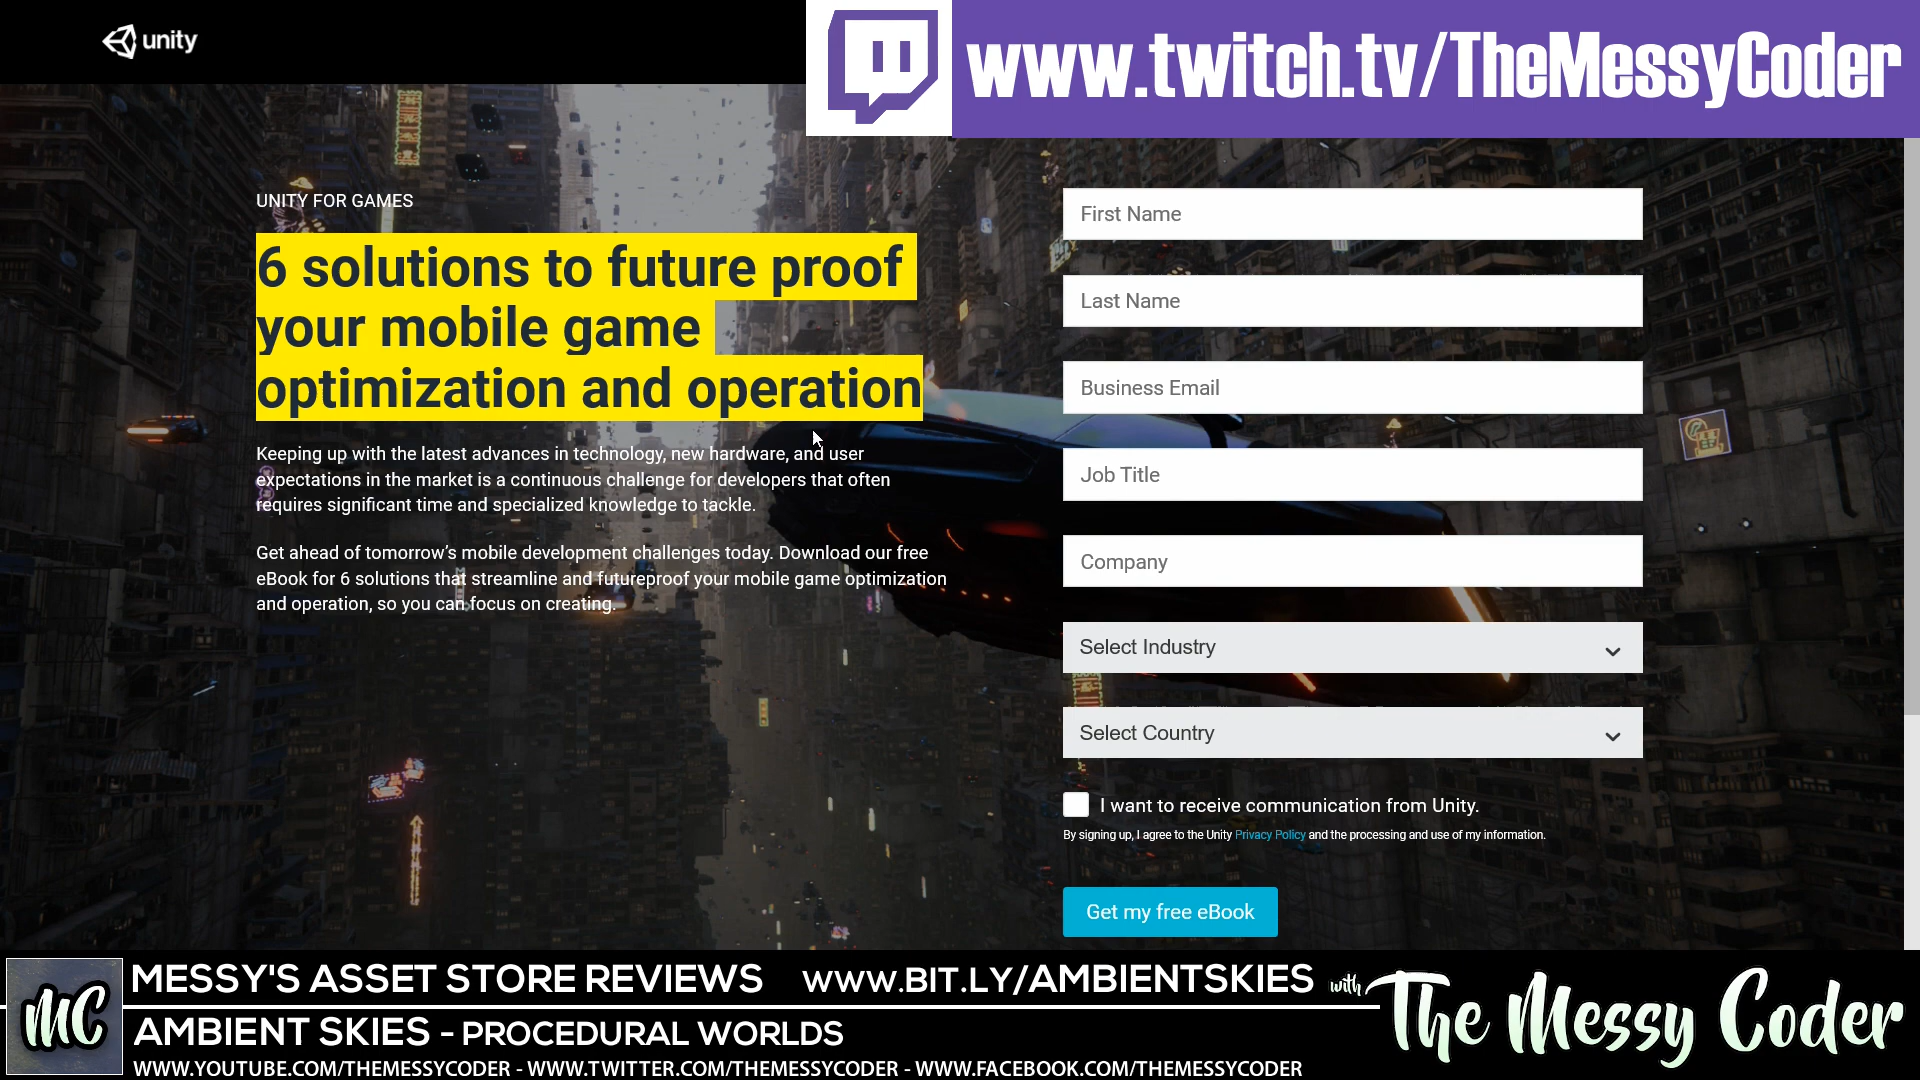 unity
www.twitch.tv/TheMessyCoder
UNITY FOR GAMES
6 solutions to future proof
your mobile game
optimization and operation
Keeping up with the latest advances in technology, new hardware, and user
expectations in the market is a continuous challenge for developers that often
requires significant time and specialized knowledge to tackle.
Get ahead of tomorrow’s mobile development challenges today. Download our free
eBook for 6 solutions that streamline and futureproof your mobile game optimization
and operation, so you can focus on creating.
First Name
Last Name
Business Email
Job Title
Company
Select Industry
Select Country
I want to receive communication from Unity.
By signing up, I agree to the Unity Privacy Policy and the processing and use of my information.
Get my free eBook
MC
MESSY'S ASSET STORE REVIEWS WWW.BIT.LY/AMBIENTSKIES with The Messy Coder
AMBIENT SKIES - PROCEDURAL WORLDS
WWW.YOUTUBE.COM/THEMESSYCODER - WWW.TWITTER.COM/THEMESSYCODER - WWW.FACEBOOK.COM/THEMESSYCODER